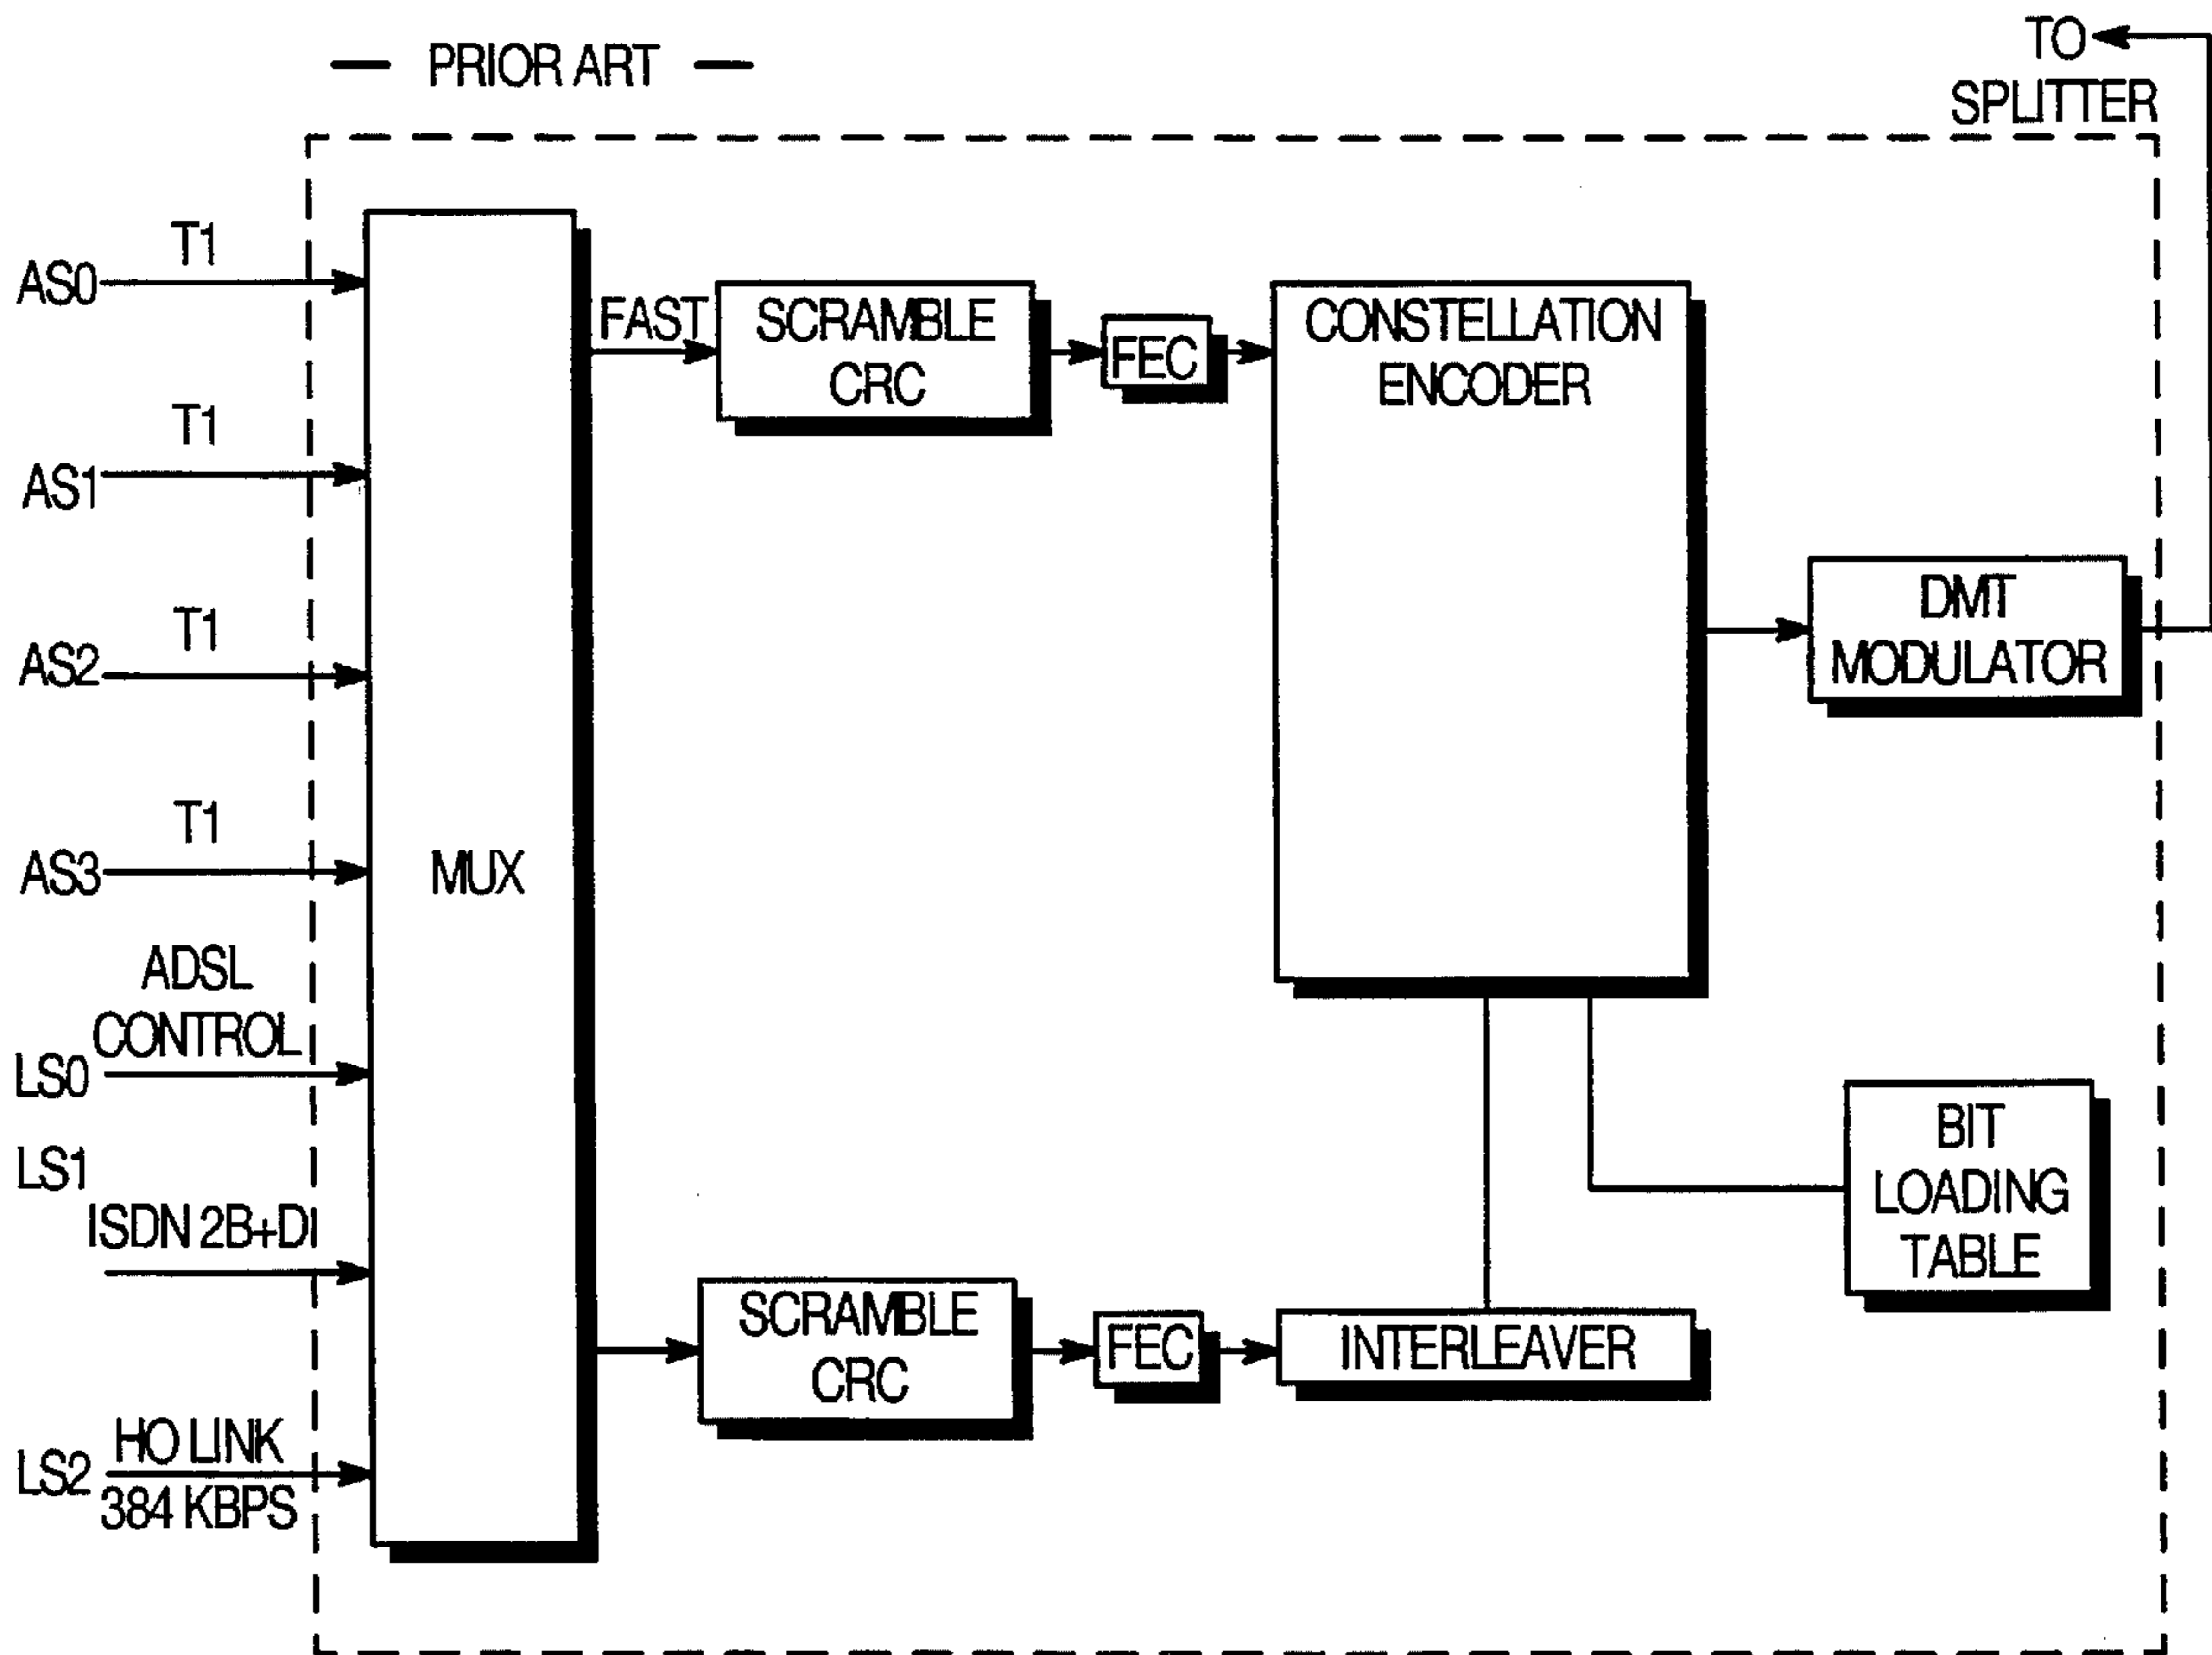 — PRIOR ART —
TO
SPLITTER
T1
AS0
FAST
SCRAMBLE
CRC
FEC
CONSTELLATION
ENCODER
T1
AS1
T1
AS2
DMT
MODULATOR
T1
AS3
MUX
ADSL
CONTROL
LS0
LS1
ISDN 2B+D
BIT
LOADING
TABLE
SCRAMBLE
CRC
FEC
INTERLEAVER
LS2
HO LINK
384 KBPS